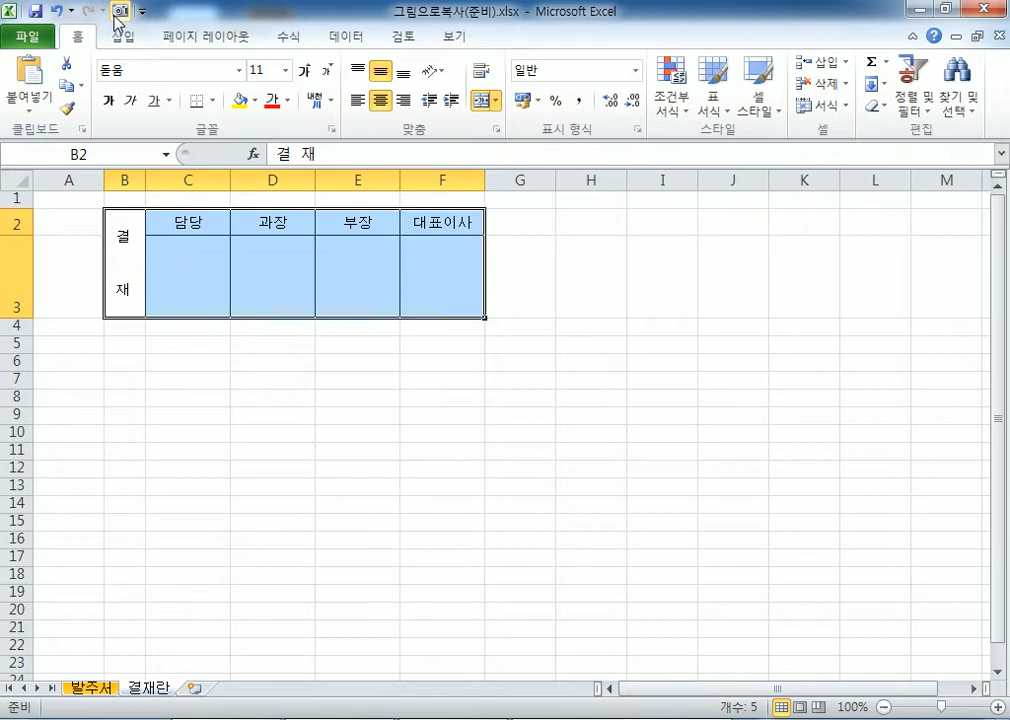 그림으로복사(준비).xlsx - Microsoft Excel
파일 홈 삽입 페이지 레이아웃 수식 데이터 검토 보기
붙여넣기
클립보드
돋움 11
가 가
가 가 가 가 내천
글꼴
맞춤
일반
% ,
표시 형식
조건부 서식
표 서식
셀 스타일
스타일
삽입
삭제
서식
셀
Σ
정렬 및 필터
찾기 및 선택
편집
B2 fx 결 재
A B C D E F G H I J K L M
1
2 결 담당 과장 부장 대표이사
3 재
4
5
6
7
8
9
10
11
12
13
14
15
16
17
18
19
20
21
22
23
24
발주서 결재란
준비 개수: 5 100%